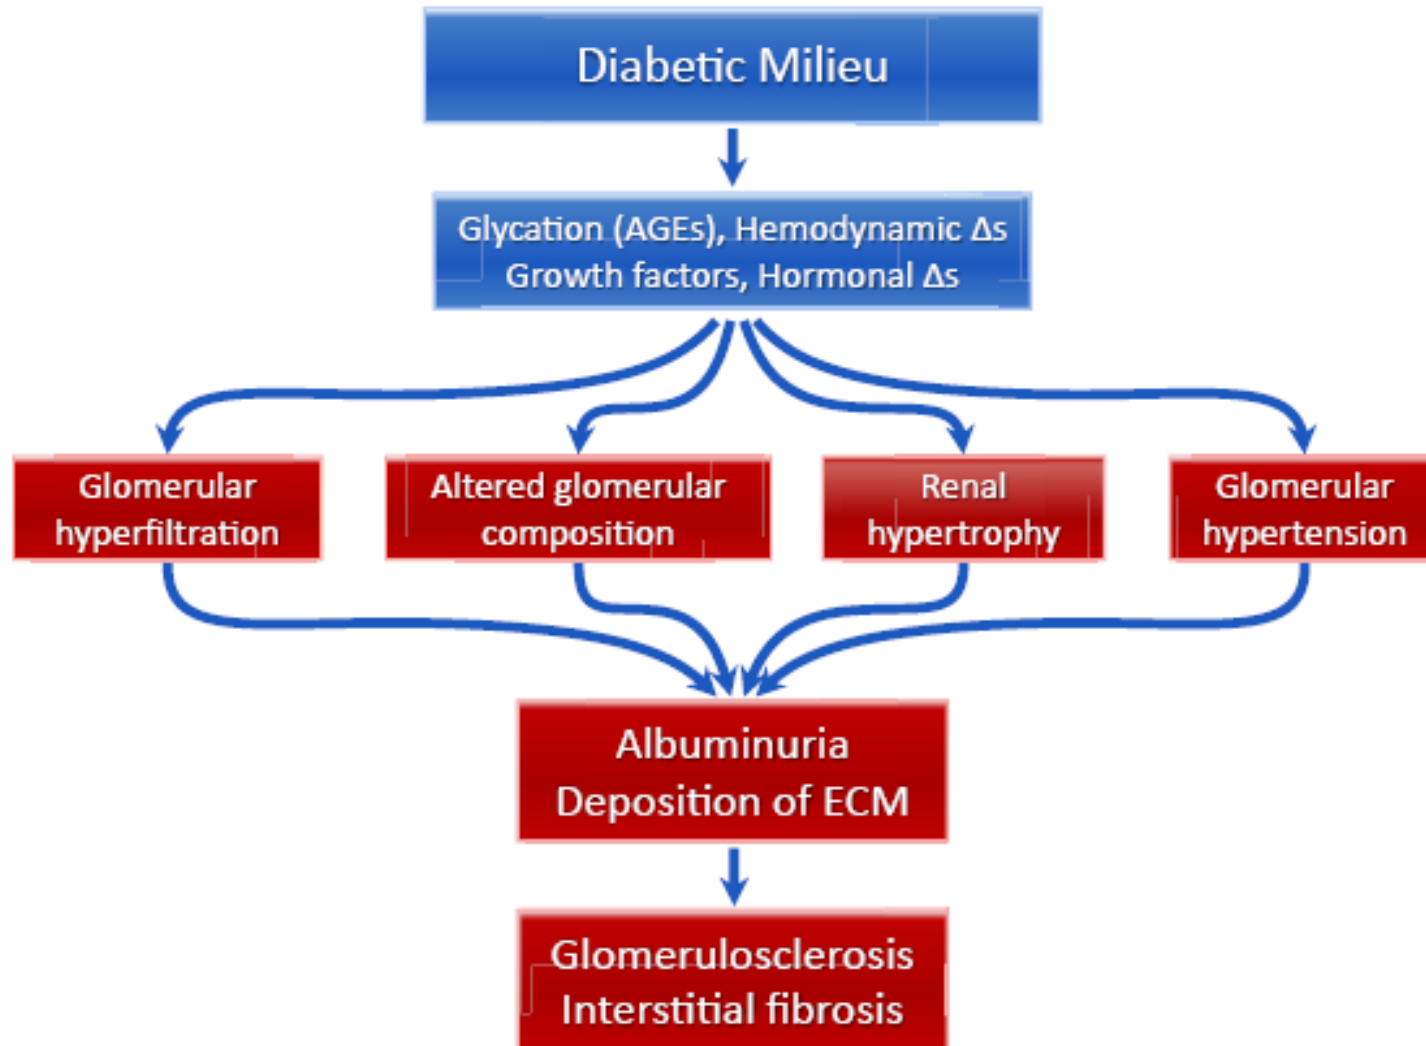 Diabetic Milieu
Glycation (AGEs), Hemodynamic Δs
Growth factors, Hormonal Δs
Glomerular
hyperfiltration
Altered glomerular
composition
Renal
hypertrophy
Glomerular
hypertension
Albuminuria
Deposition of ECM
Glomerulosclerosis
Interstitial fibrosis